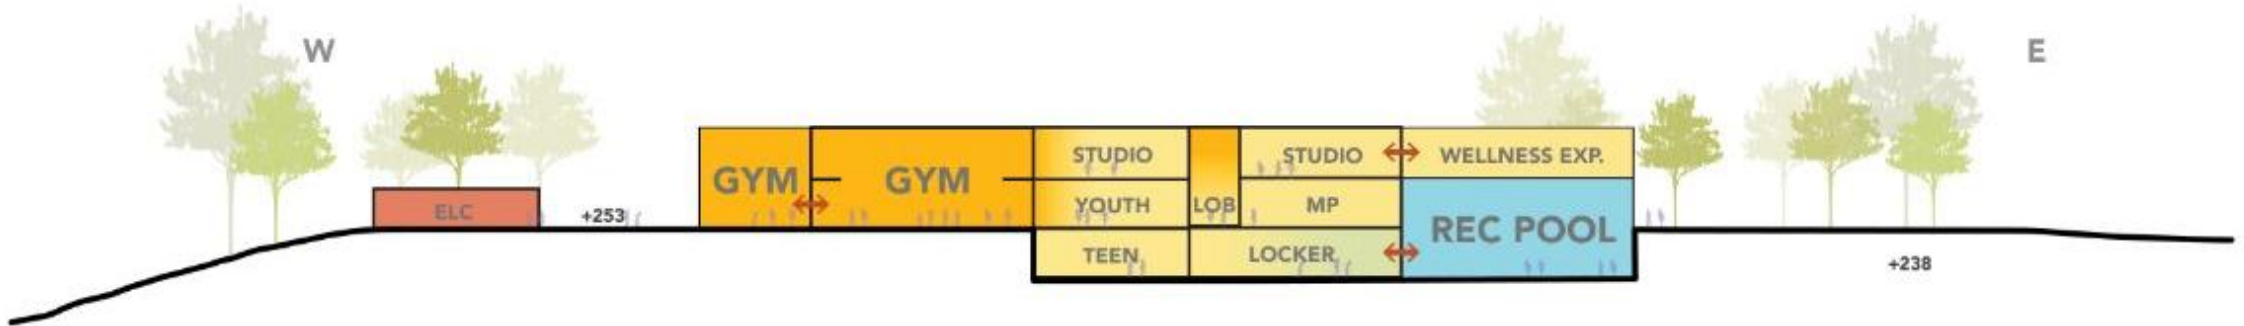 W
E
GYM
GYM
STUDIO
STUDIO
WELLNESS EXP.
ELC
+253
YOUTH
LOB
MP
REC POOL
TEEN
LOCKER
+238